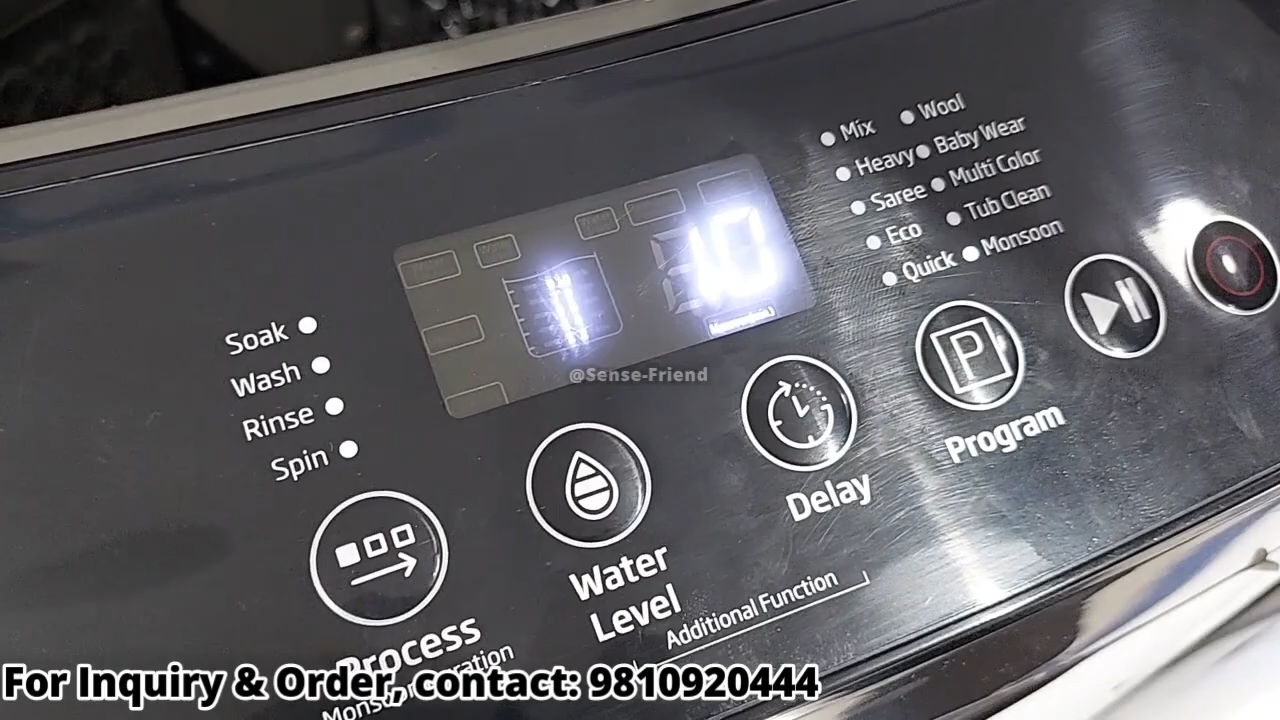 Mix
Wool
Heavy
Baby Wear
Saree
Multi Color
Eco
Tub Clean
Quick
Monsoon
10
Soak
Wash
Rinse
Spin
@Sense-Friend
P
Program
Delay
Water
Level
Additional Function
Process
For Inquiry & Order, contact: 9810920444